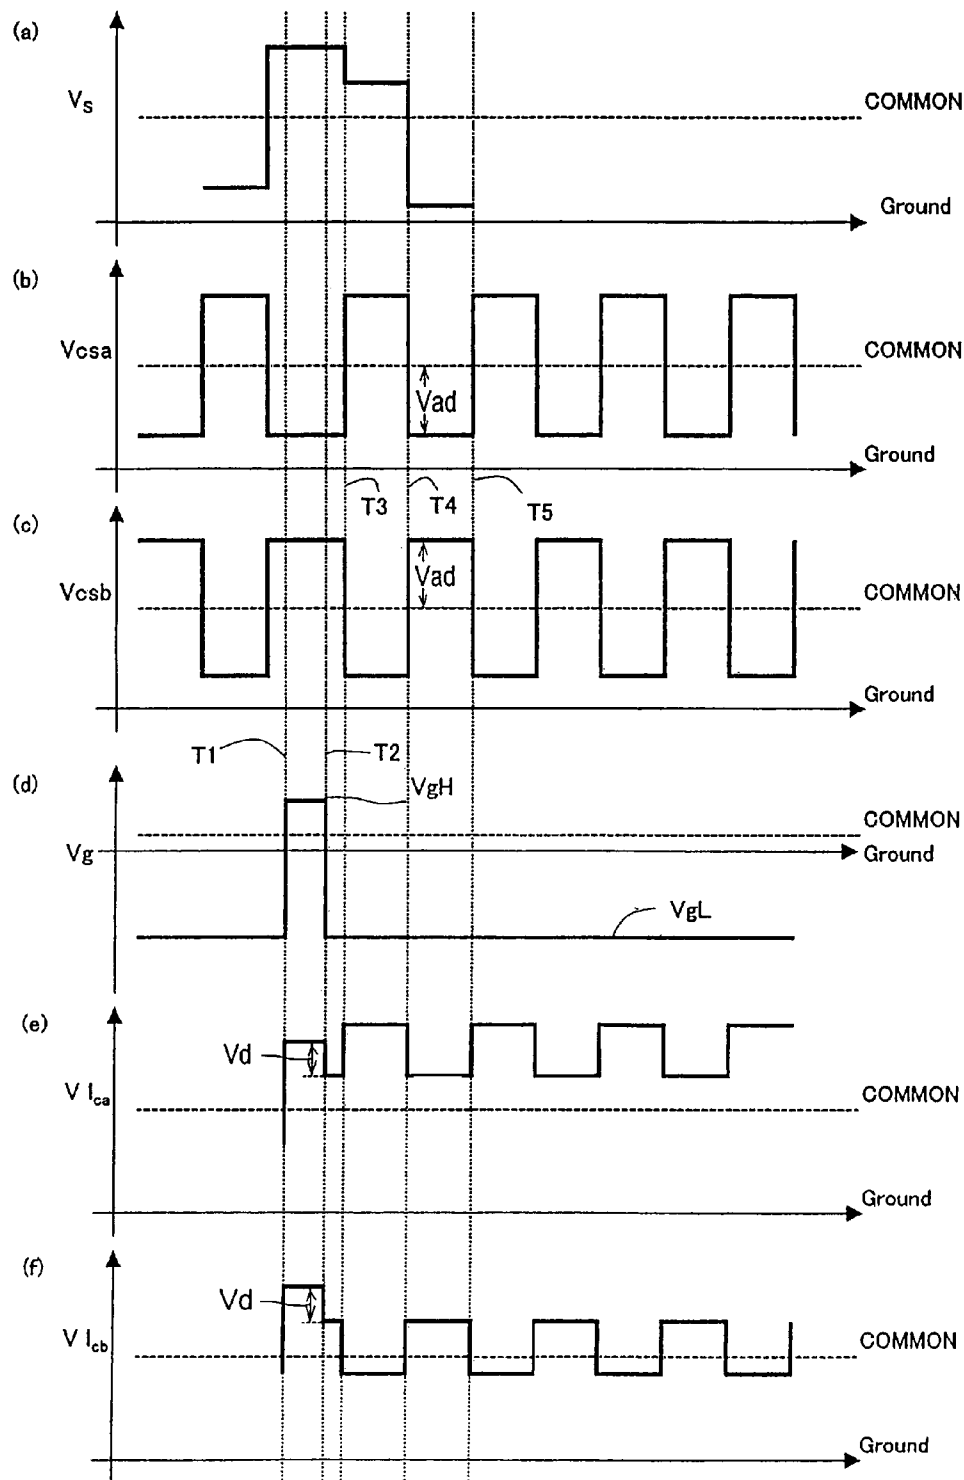 (a)
Vs
COMMON
Ground
(b)
Vcsa
COMMON
Vad
Ground
T3
T4
T5
(c)
Vcsb
Vad
COMMON
Ground
T1
T2
(d)
VgH
COMMON
Vg
Ground
VgL
(e)
Vd
V lca
COMMON
Ground
(f)
Vd
V lcb
COMMON
Ground